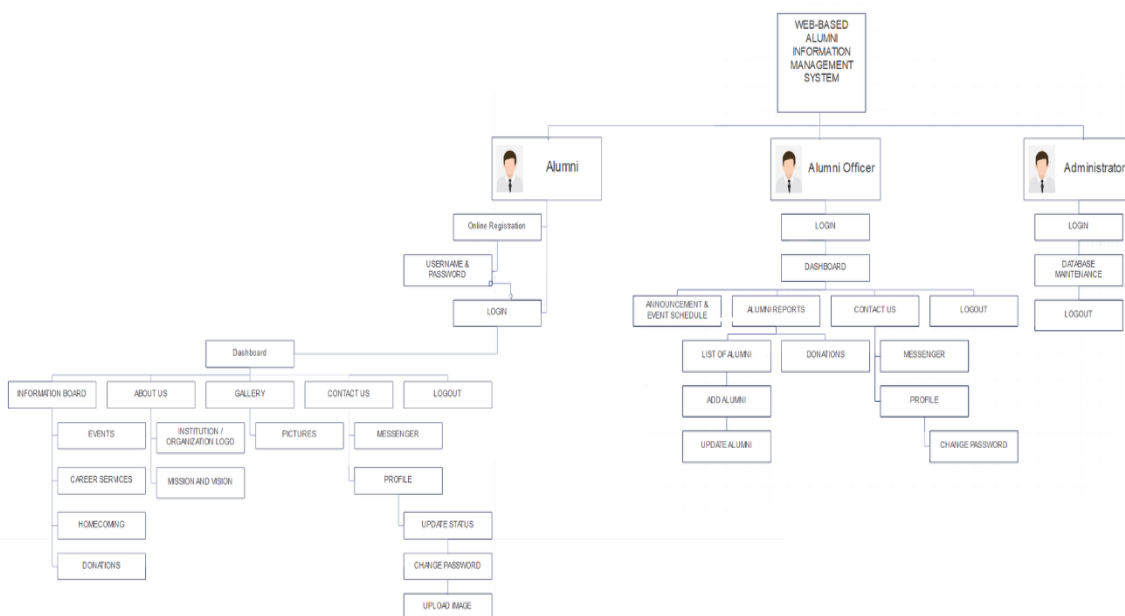 WEB-BASED
ALUMNI
INFORMATION
MANAGEMENT
SYSTEM
Alumni
Alumni Officer
Administrator
Online Registration
LOGIN
LOGIN
USERNAME &
PASSWORD
DASHBOARD
DATABASE
MAINTENANCE
LOGIN
ANNOUNCEMENT &
EVENT SCHEDULE
ALUMNI REPORTS
CONTACT US
LOGOUT
LOGOUT
Dashboard
LIST OF ALUMNI
DONATIONS
MESSENGER
INFORMATION BOARD
ABOUT US
GALLERY
CONTACT US
LOGOUT
ADD ALUMNI
PROFILE
EVENTS
INSTITUTION /
ORGANIZATION LOGO
PICTURES
MESSENGER
UPDATE ALUMNI
CHANGE PASSWORD
CAREER SERVICES
MISSION AND VISION
PROFILE
HOMECOMING
UPDATE STATUS
DONATIONS
CHANGE PASSWORD
UPLOAD IMAGE